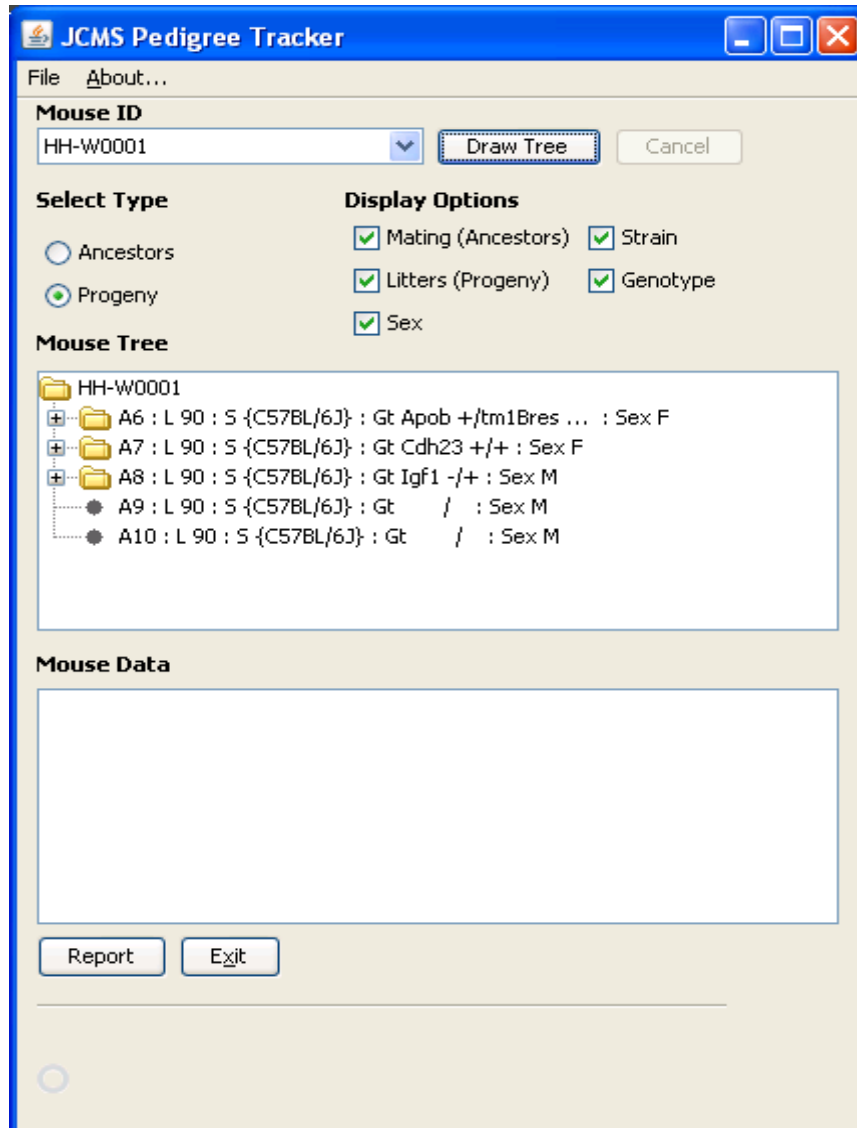 JCMS Pedigree Tracker
File About...
Mouse ID
HH-W0001 Draw Tree Cancel
Select Type Display Options
Mating (Ancestors) Strain
Ancestors
Litters (Progeny) Genotype
Progeny
Sex
Mouse Tree
HH-W0001
A6 : L 90 : S {C57BL/6J} : Gt Apob +/tm1Bres ... : Sex F
A7 : L 90 : S {C57BL/6J} : Gt Cdh23 +/+ : Sex F
A8 : L 90 : S {C57BL/6J} : Gt Igf1 -/+ : Sex M
A9 : L 90 : S {C57BL/6J} : Gt / : Sex M
A10 : L 90 : S {C57BL/6J} : Gt / : Sex M
Mouse Data
Report Exit